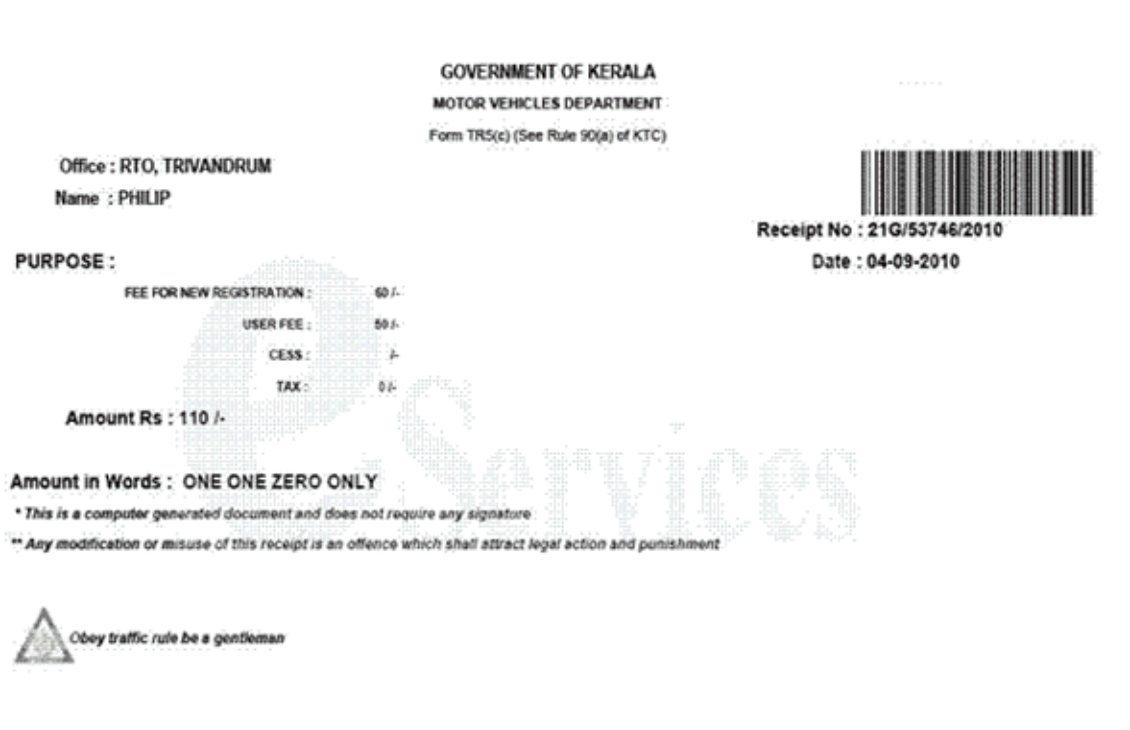 GOVERNMENT OF KERALA
MOTOR VEHICLES DEPARTMENT
Form TR5(c) (See Rule 90(a) of KTC)
Office : RTO, TRIVANDRUM
Name : PHILIP
Receipt No : 21G/53746/2010
Date : 04-09-2010
PURPOSE :
FEE FOR NEW REGISTRATION : 60 /-
USER FEE : 50 /-
CESS : /-
TAX : 0 /-
Amount Rs : 110 /-
Amount in Words : ONE ONE ZERO ONLY
* This is a computer generated document and does not require any signature
** Any modification or misuse of this receipt is an offence which shall attract legal action and punishment
e Services
Obey traffic rule be a gentleman